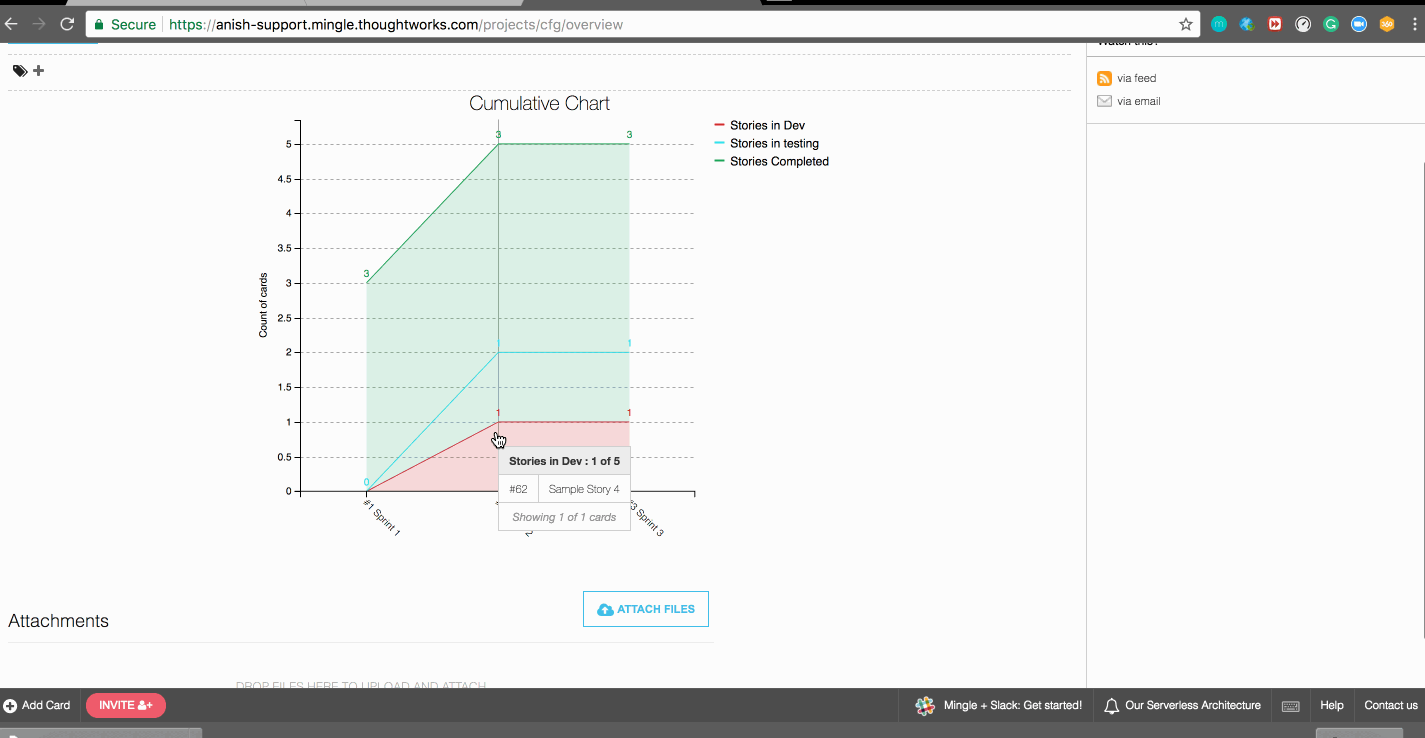 Secure https://anish-support.mingle.thoughtworks.com/projects/cfg/overview
Watch this?
via feed
via email
Cumulative Chart
Stories in Dev
Stories in testing
Stories Completed
Count of cards
5
4.5
4
3.5
3
2.5
2
1.5
1
0.5
0
3
3
3
1
1
0
1
1
Stories in Dev : 1 of 5
#62 Sample Story 4
Showing 1 of 1 cards
#1 Sprint 1
2
#3 Sprint 3
ATTACH FILES
Attachments
DROP FILES HERE TO UPLOAD AND ATTACH
Add Card
INVITE
Mingle + Slack: Get started!
Our Serverless Architecture
Help
Contact us